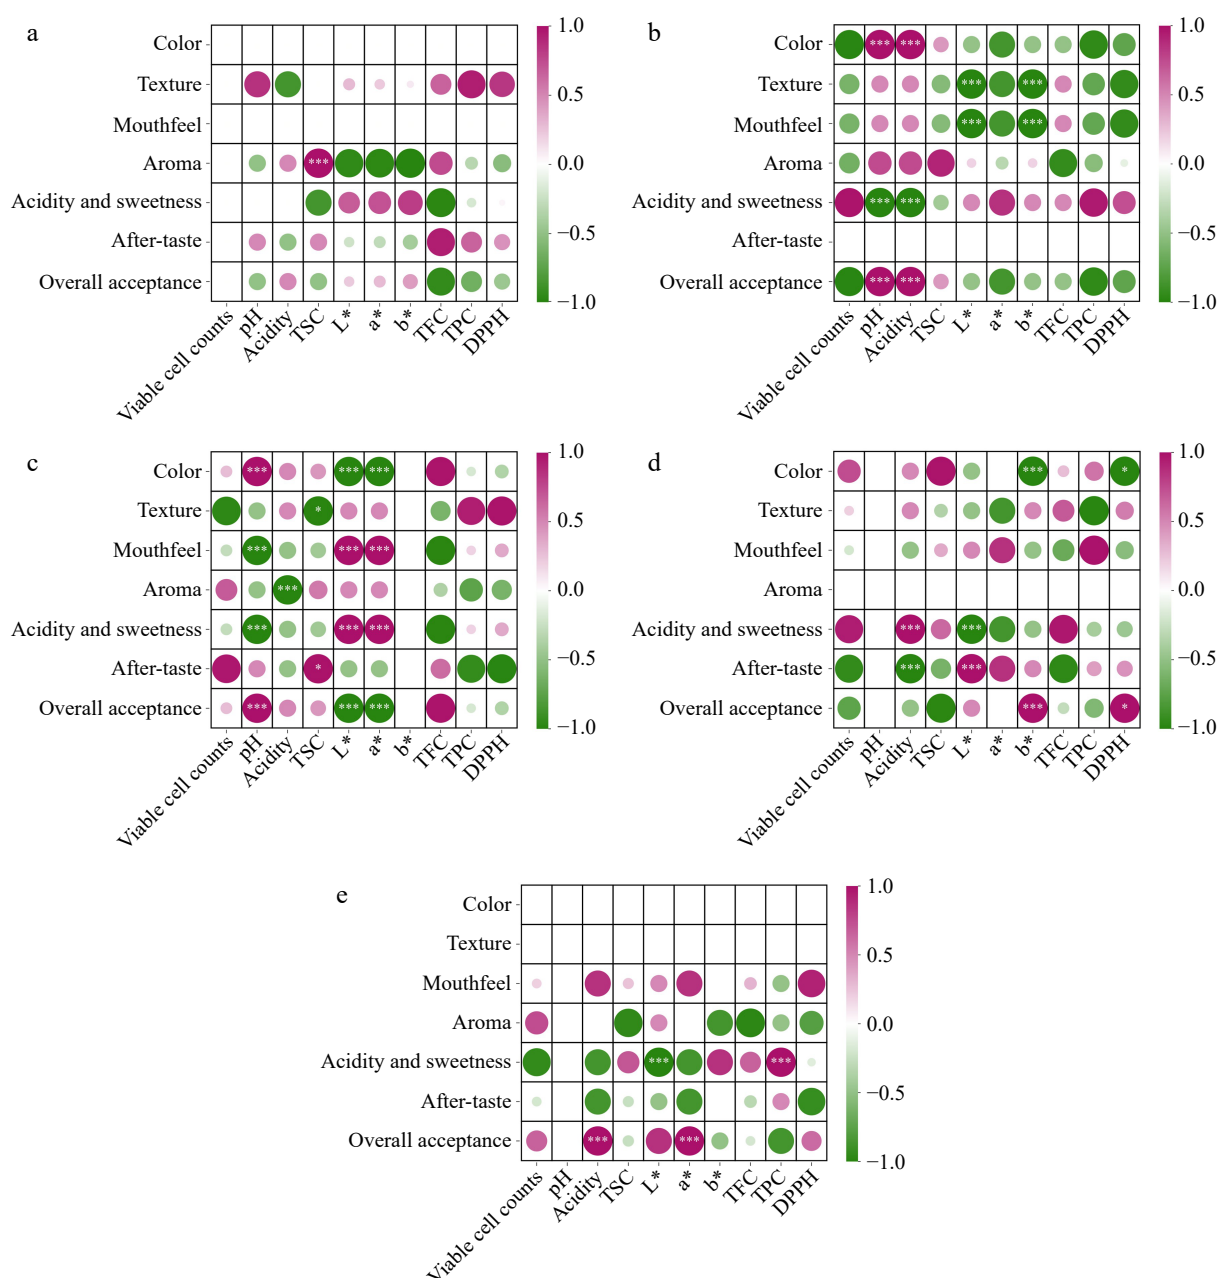 a
Color
Texture
Mouthfeel
Aroma
Acidity and sweetness
After-taste
Overall acceptance
***
Viable cell counts
pH
Acidity
TSC
L*
a*
b*
TFC
TPC
DPPH
1.0
0.5
0.0
−0.5
−1.0
b
Color
Texture
Mouthfeel
Aroma
Acidity and sweetness
After-taste
Overall acceptance
*** ***
*** ***
*** ***
*** ***
*** ***
Viable cell counts
pH
Acidity
TSC
L*
a*
b*
TFC
TPC
DPPH
1.0
0.5
0.0
−0.5
−1.0
c
Color
Texture
Mouthfeel
Aroma
Acidity and sweetness
After-taste
Overall acceptance
*** *** ***
*
*** *** ***
***
*** *** ***
*
*** *** ***
Viable cell counts
pH
Acidity
TSC
L*
a*
b*
TFC
TPC
DPPH
1.0
0.5
0.0
−0.5
−1.0
d
Color
Texture
Mouthfeel
Aroma
Acidity and sweetness
After-taste
Overall acceptance
*** *
*** ***
*** ***
*** *
Viable cell counts
pH
Acidity
TSC
L*
a*
b*
TFC
TPC
DPPH
1.0
0.5
0.0
−0.5
−1.0
e
Color
Texture
Mouthfeel
Aroma
Acidity and sweetness
After-taste
Overall acceptance
*** ***
*** ***
Viable cell counts
pH
Acidity
TSC
L*
a*
b*
TFC
TPC
DPPH
1.0
0.5
0.0
−0.5
−1.0